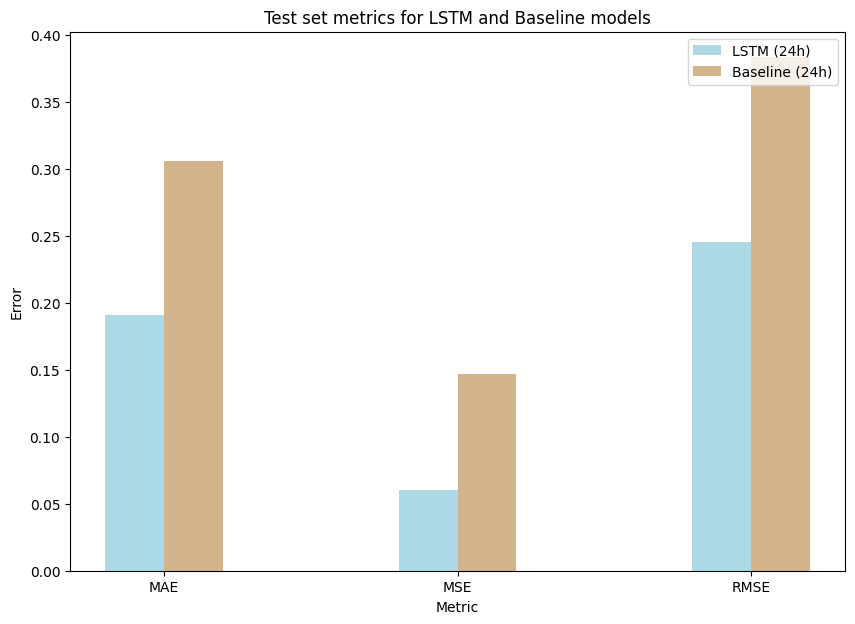 Test set metrics for LSTM and Baseline models
LSTM (24h)
Baseline (24h)
Error
0.40
0.35
0.30
0.25
0.20
0.15
0.10
0.05
0.00
MAE
MSE
RMSE
Metric